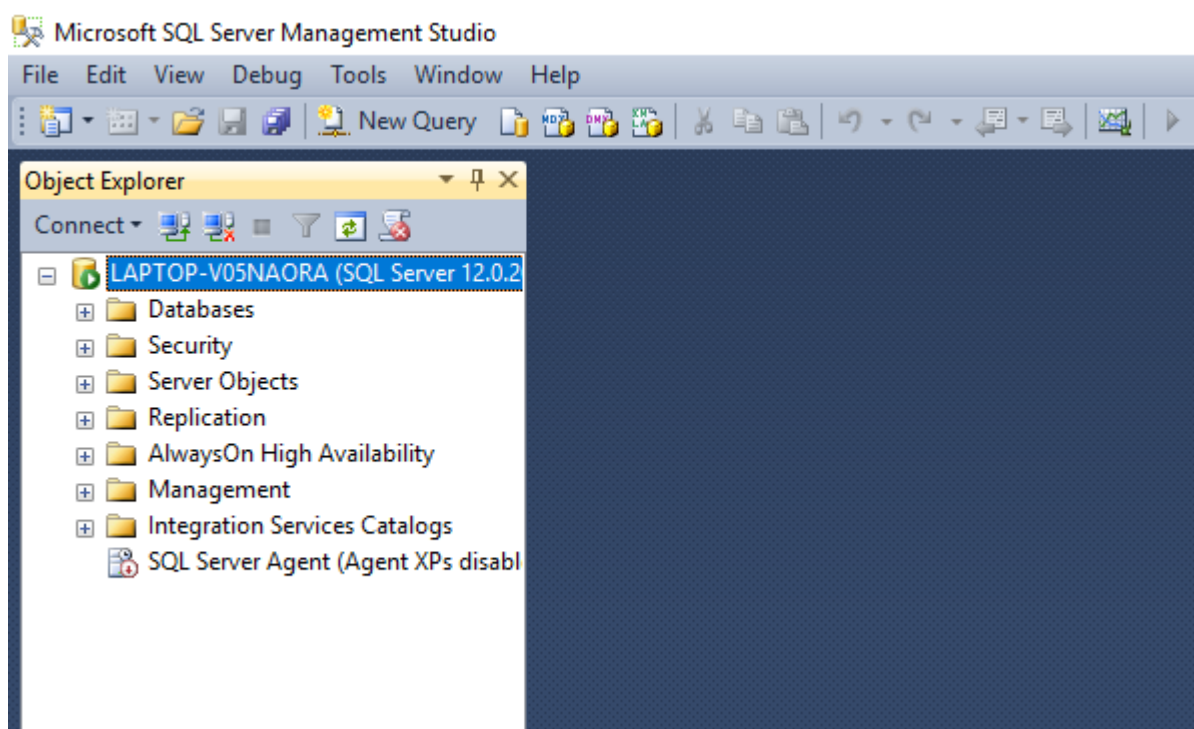 Microsoft SQL Server Management Studio
File Edit View Debug Tools Window Help
New Query
Object Explorer
Connect
LAPTOP-V05NAORA (SQL Server 12.0.2
Databases
Security
Server Objects
Replication
AlwaysOn High Availability
Management
Integration Services Catalogs
SQL Server Agent (Agent XPs disabl